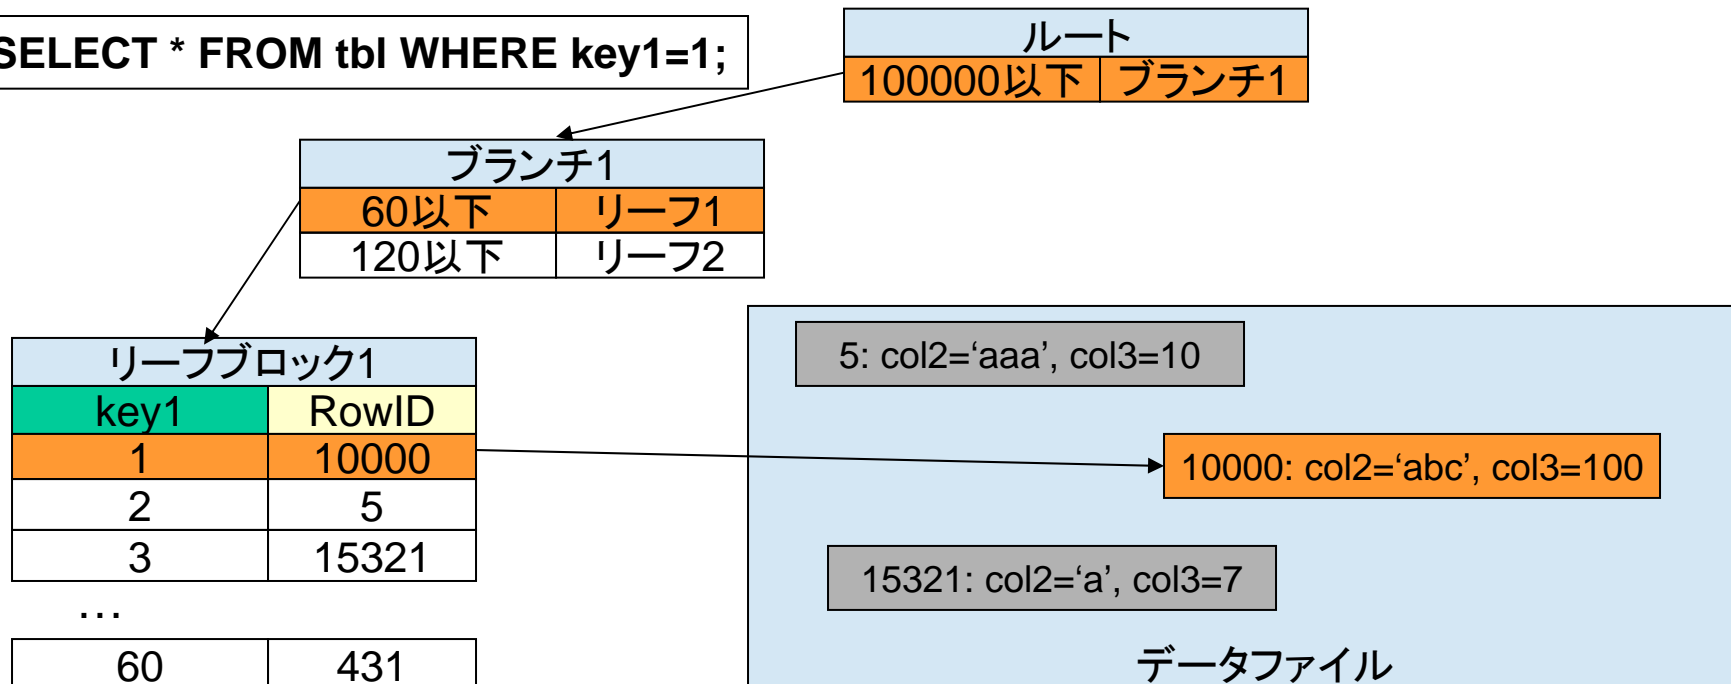 SELECT * FROM tbl WHERE key1=1;
ルート
100000以下 ブランチ1
ブランチ1
60以下 リーフ1
120以下 リーフ2
リーフブロック1
key1 RowID
1 10000
2 5
3 15321
…
60 431
5: col2=‘aaa’, col3=10
10000: col2=‘abc’, col3=100
15321: col2=‘a’, col3=7
データファイル